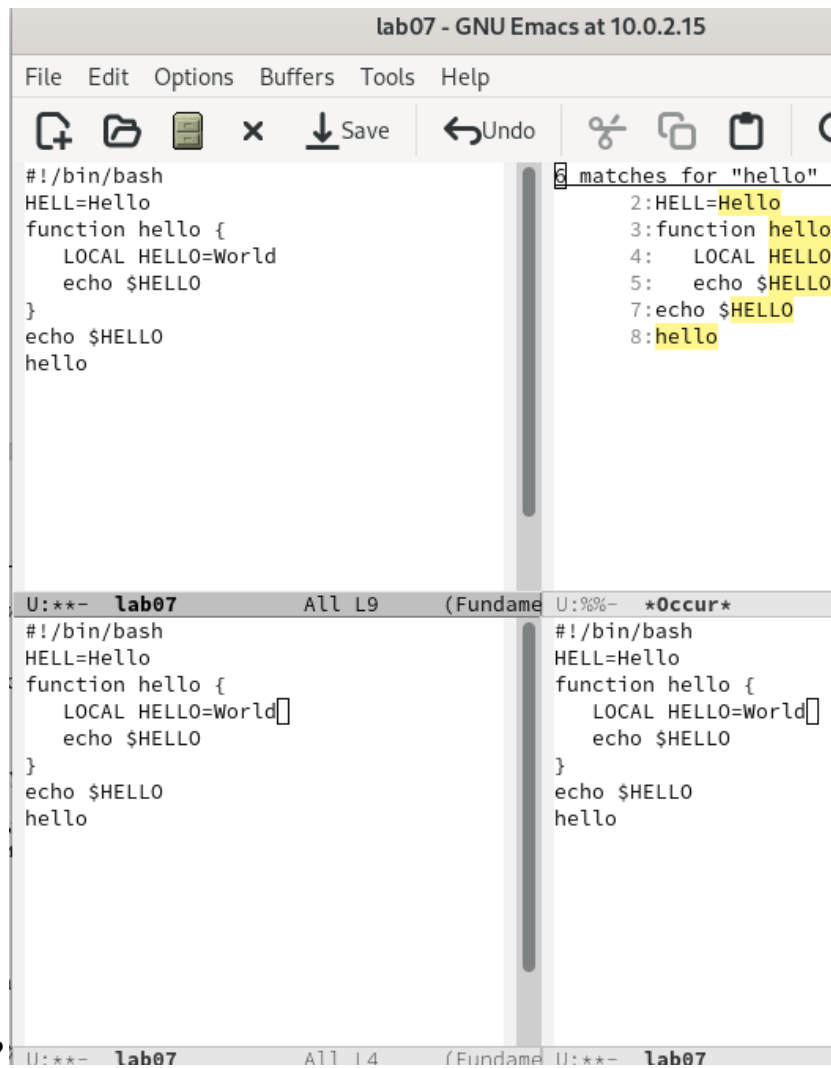 lab07 - GNU Emacs at 10.0.2.15
File Edit Options Buffers Tools Help
Save Undo
#!/bin/bash
HELL=Hello
function hello {
   LOCAL HELLO=World
   echo $HELLO
}
echo $HELLO
hello
U:**- lab07 All L9 (Fundame
6 matches for "hello"
2:HELL=Hello
3:function hello
4:   LOCAL HELLO
5:   echo $HELLO
7:echo $HELLO
8:hello
U:%%- *Occur*
#!/bin/bash
HELL=Hello
function hello {
   LOCAL HELLO=World
   echo $HELLO
}
echo $HELLO
hello
U:**- lab07 All L4 (Fundame
#!/bin/bash
HELL=Hello
function hello {
   LOCAL HELLO=World
   echo $HELLO
}
echo $HELLO
hello
U:**- lab07